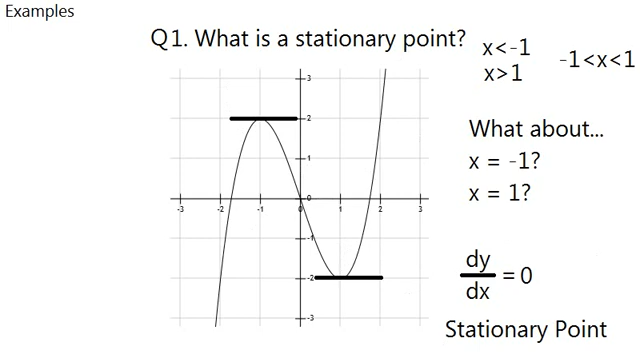 Examples
Q1. What is a stationary point?
x<-1
x>1
-1<x<1
3
2
1
0
-3
-2
-1
0
1
2
3
-1
-2
-3
What about...
x = -1?
x = 1?
dy
dx
= 0
Stationary Point